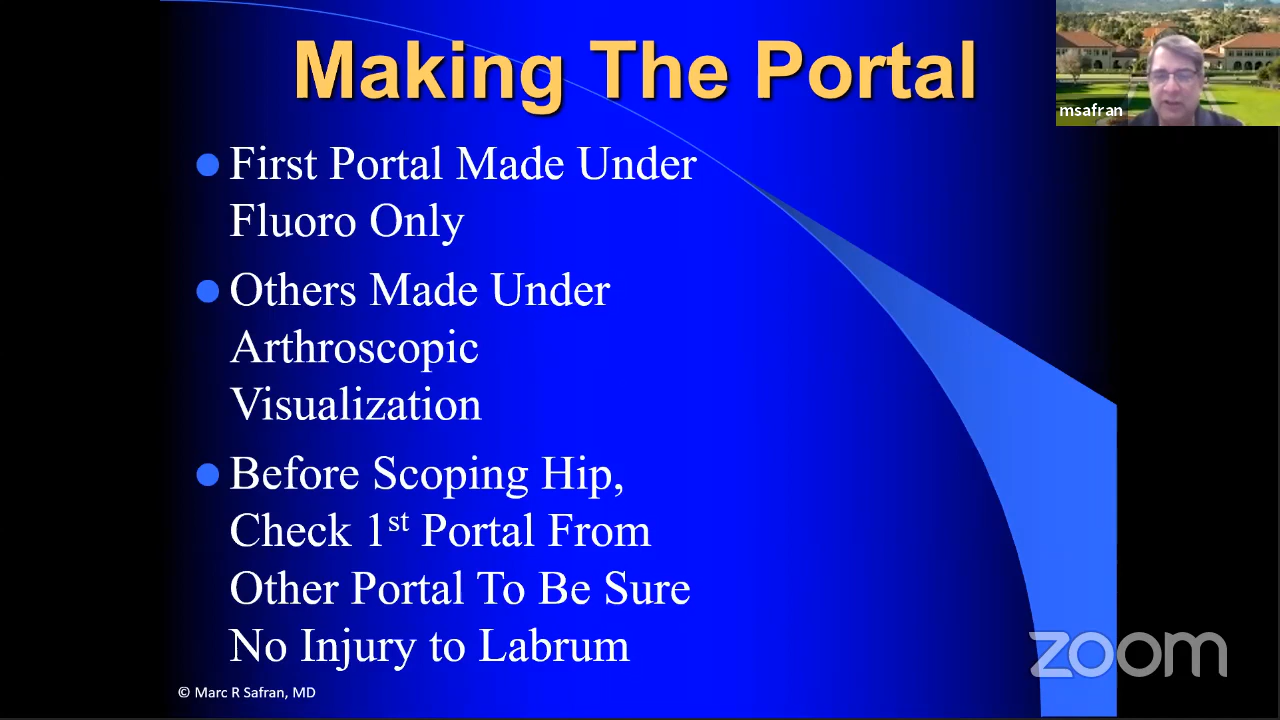 Making The Portal
msafran
First Portal Made Under
Fluoro Only
Others Made Under
Arthroscopic
Visualization
Before Scoping Hip,
Check 1st Portal From
Other Portal To Be Sure
No Injury to Labrum
© Marc R Safran, MD
zoom